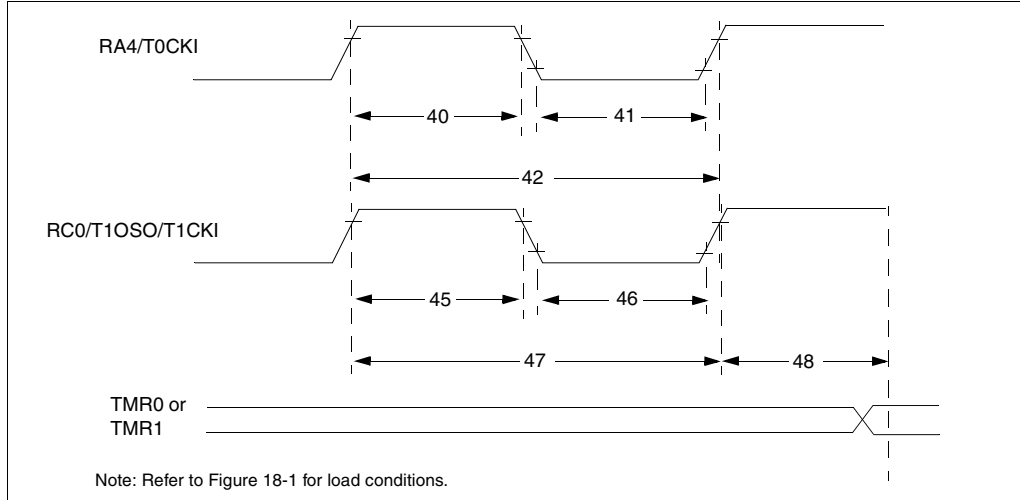 RA4/T0CKI
40
41
42
RC0/T1OSO/T1CKI
45
46
47
48
TMR0 or
TMR1
Note: Refer to Figure 18-1 for load conditions.